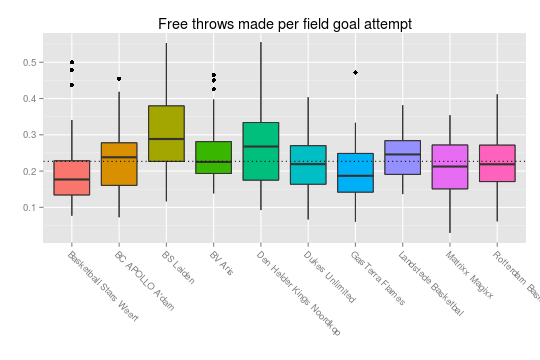 Free throws made per field goal attempt
0.5
0.4
0.3
0.2
0.1
Basketball Stars Weert
BC APOLLO A'dam
BS Leiden
BV Aris
Den Helder Kings Noordkop
Dukes Unlimited
GasTerra Flames
Landstede Basketbal
Matrixx Magixx
Rotterdam Bas